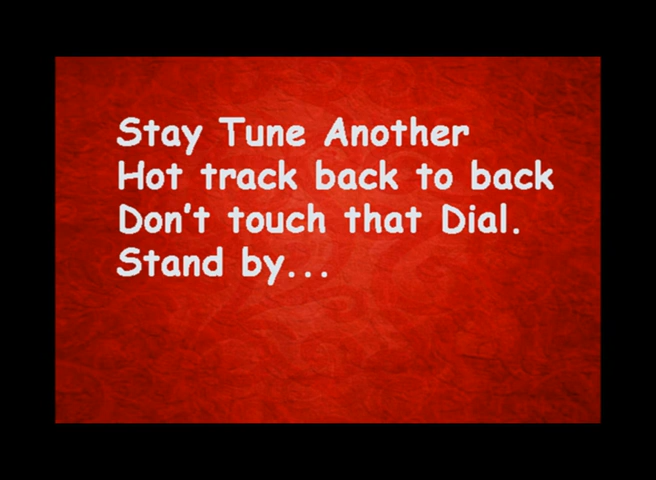 Stay Tune Another
Hot track back to back
Don't touch that Dial.
Stand by...